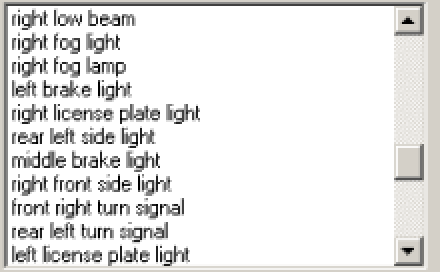 right low beam
right fog light
right fog lamp
left brake light
right license plate light
rear left side light
middle brake light
right front side light
front right turn signal
rear left turn signal
left license plate light